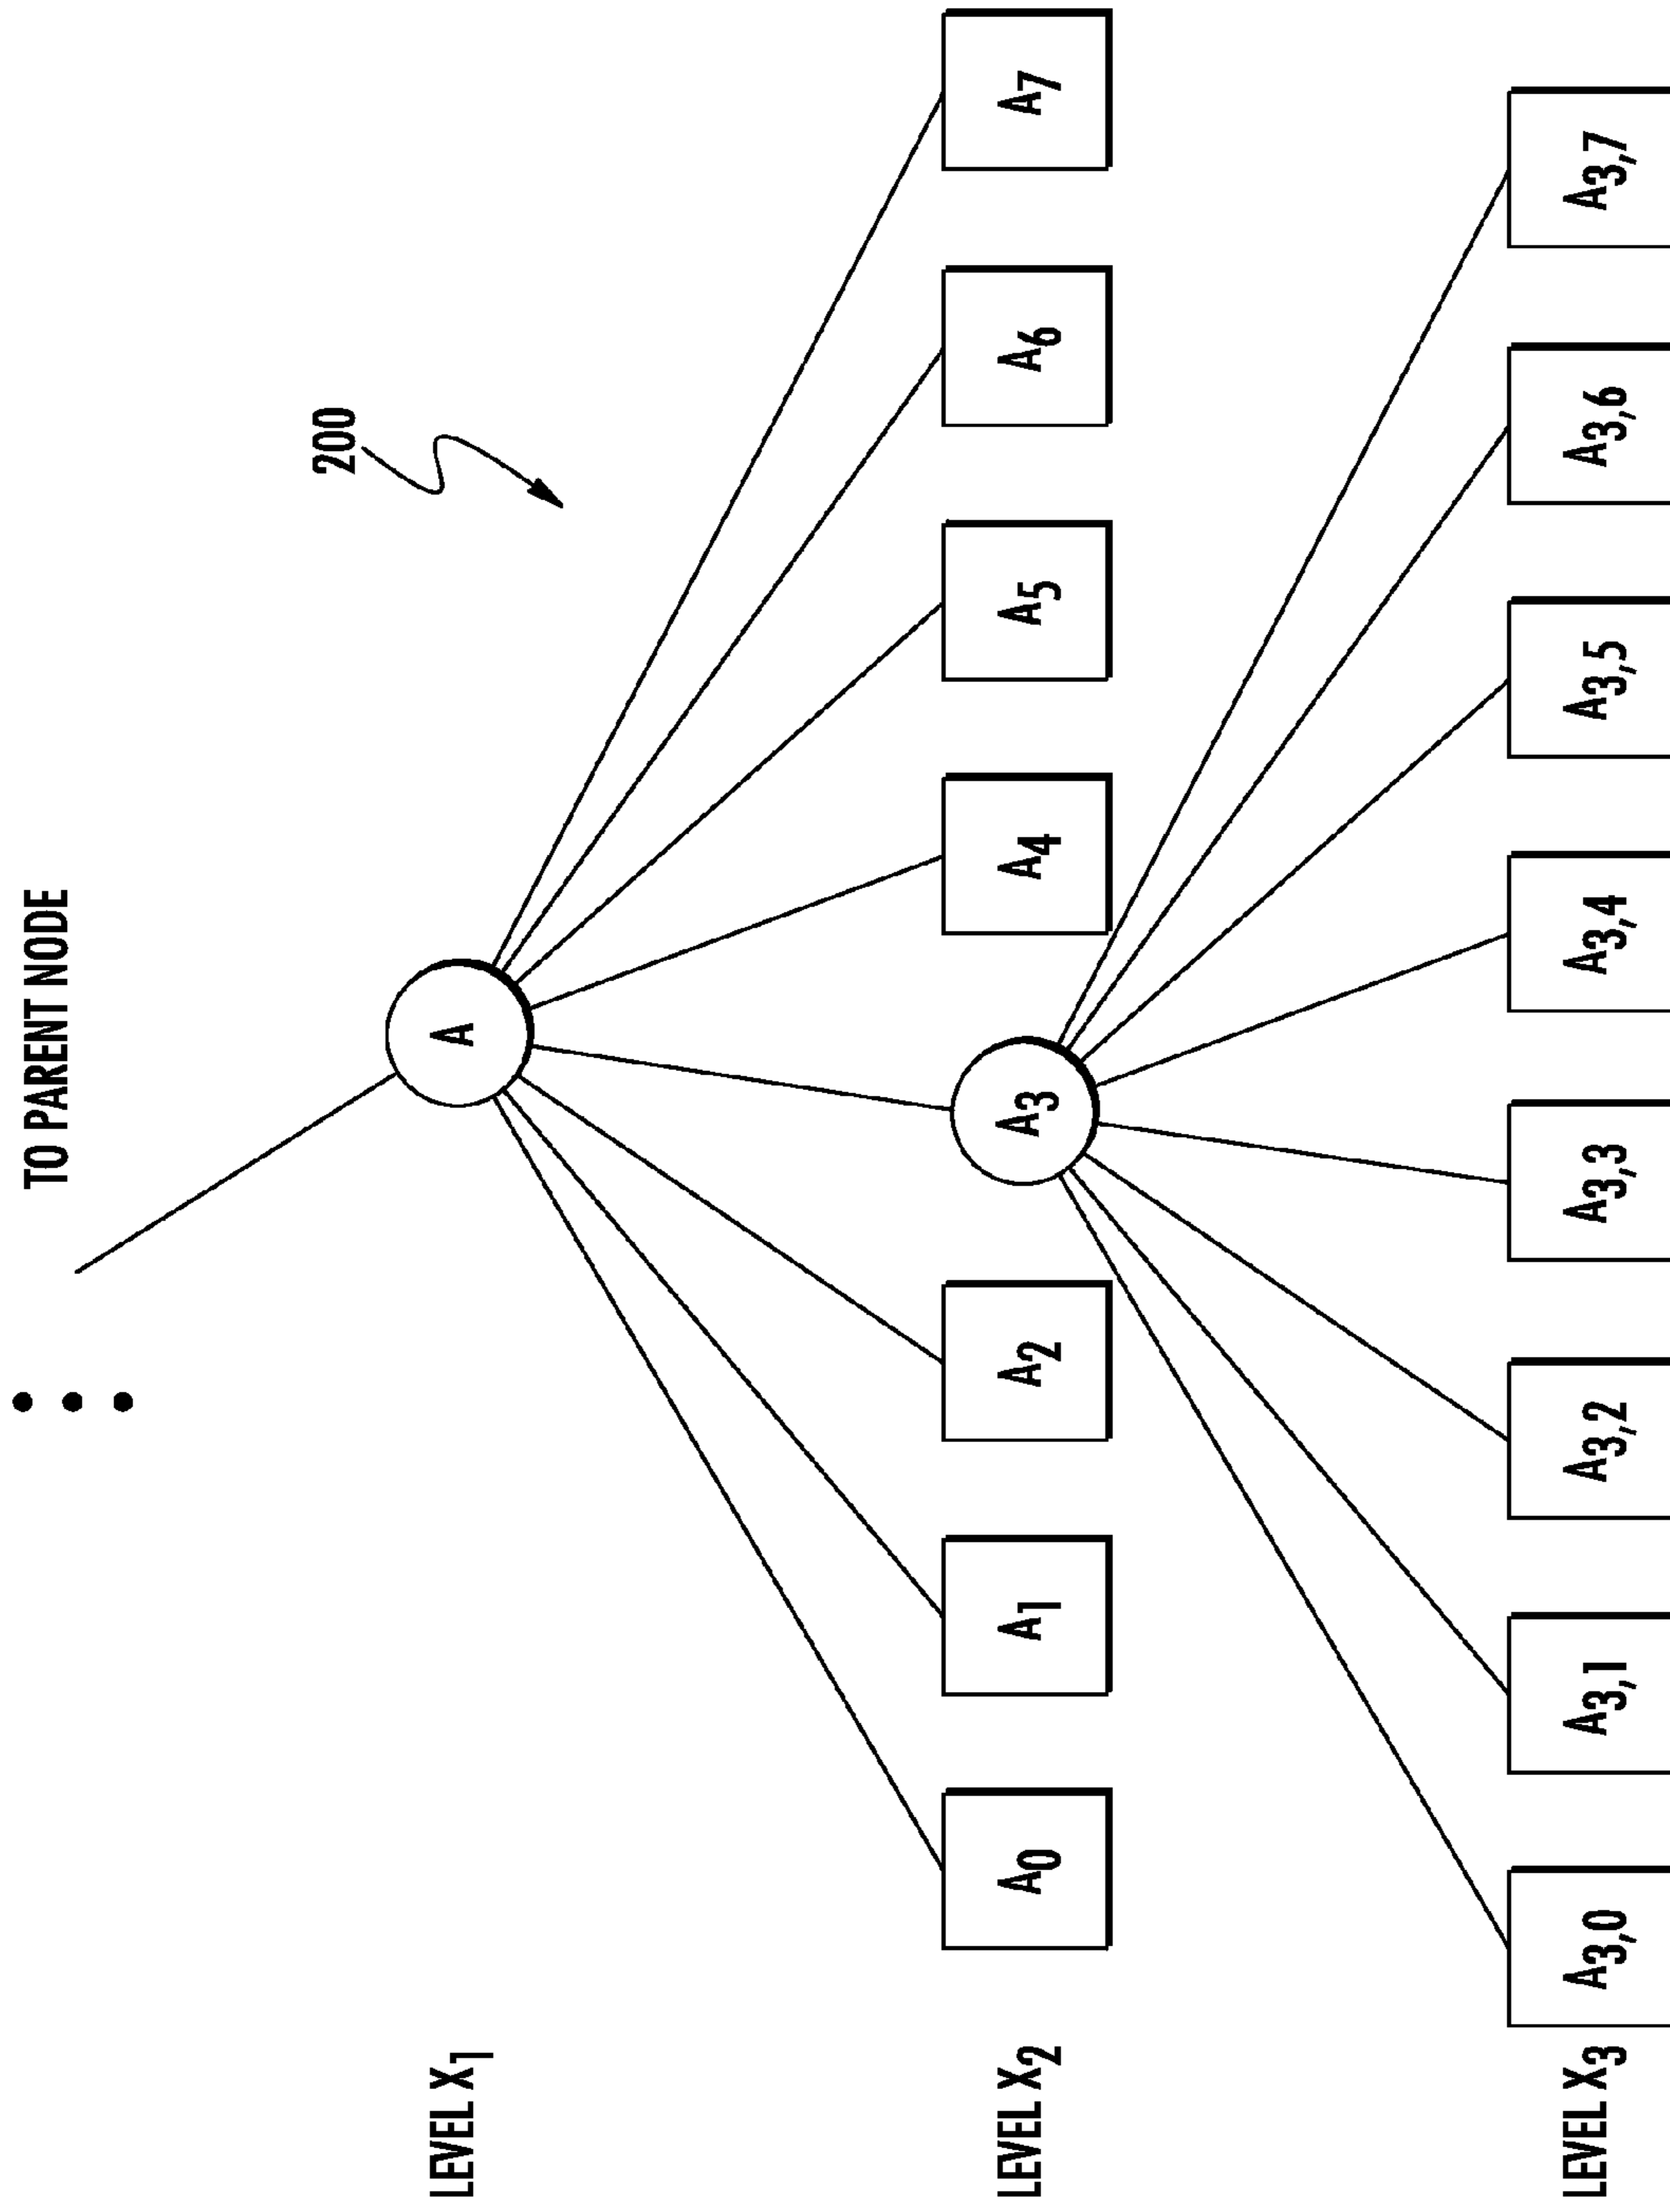 TO PARENT NODE
200
LEVEL X₁ A
LEVEL X₂ A₀ A₁ A₂ A₃ A₄ A₅ A₆ A₇
LEVEL X₃ A₃,₀ A₃,₁ A₃,₂ A₃,₃ A₃,₄ A₃,₅ A₃,₆ A₃,₇